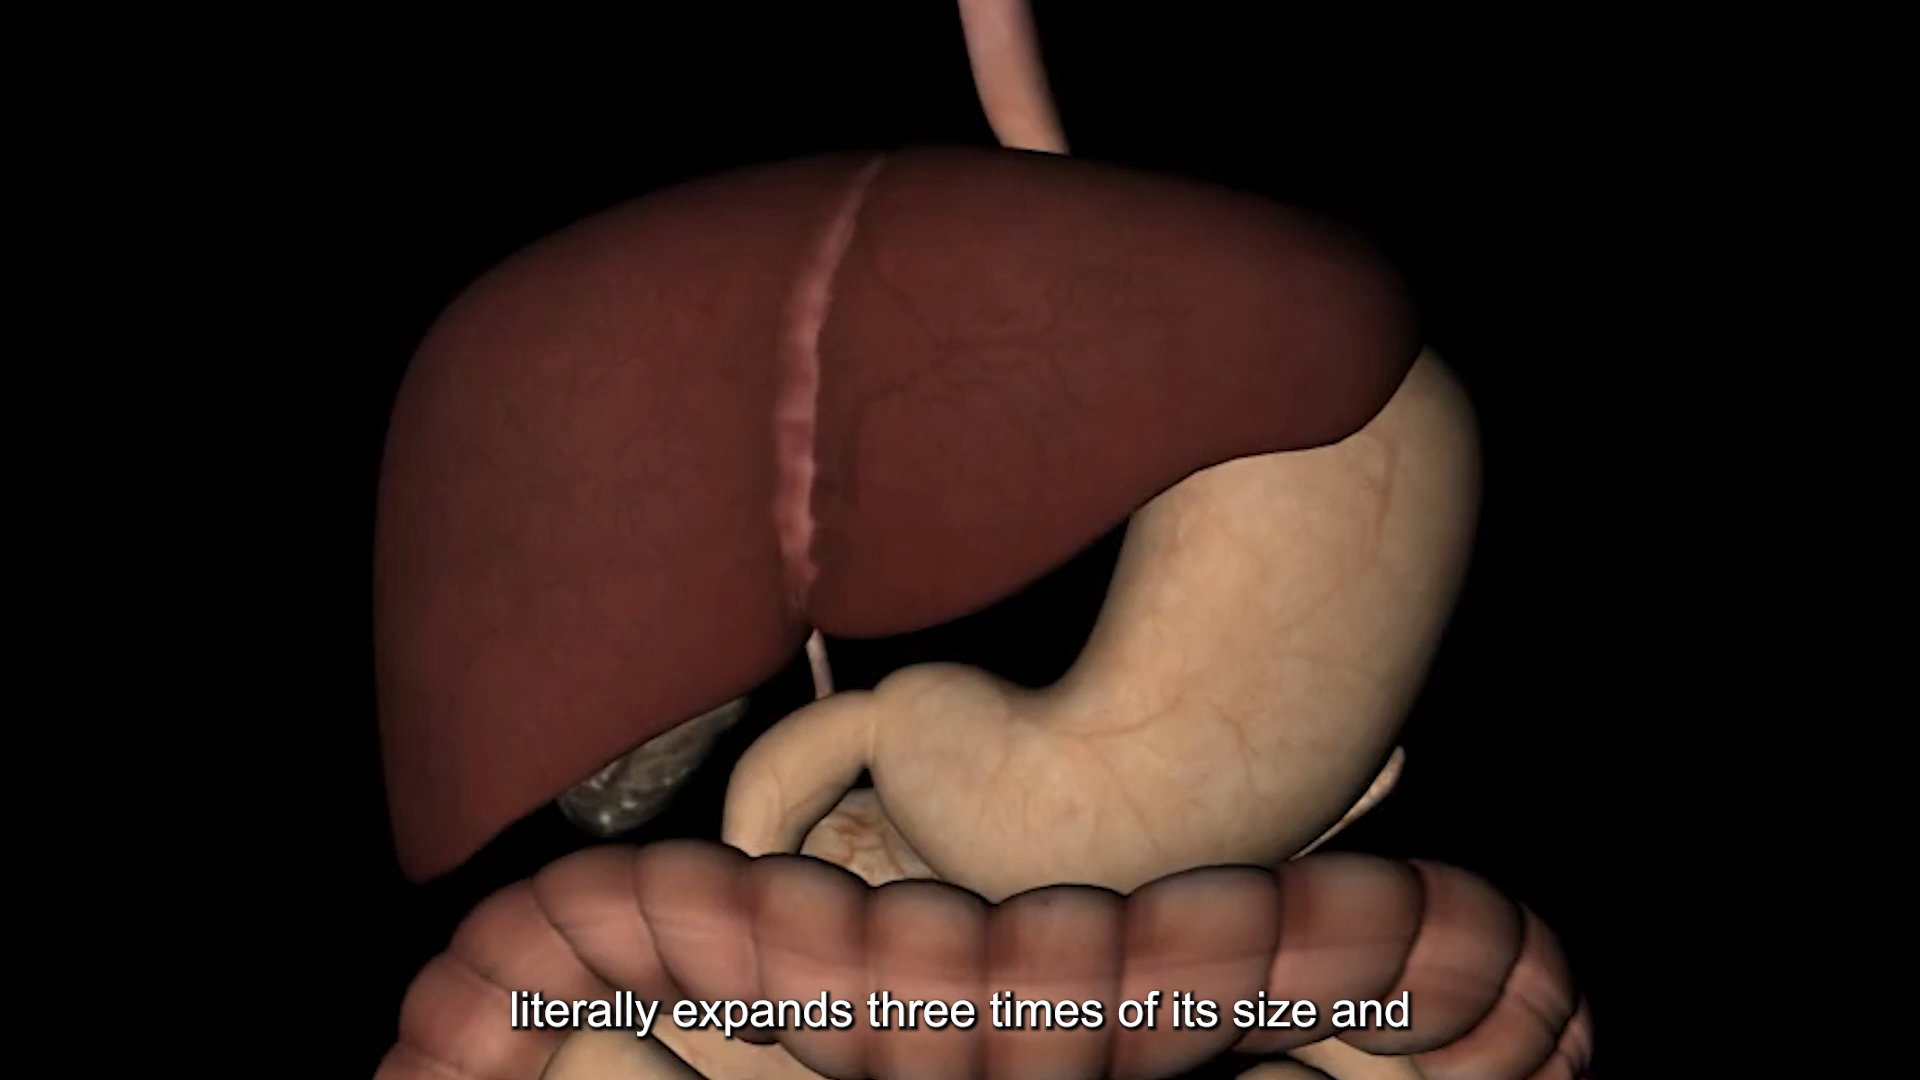 literally expands three times of its size and